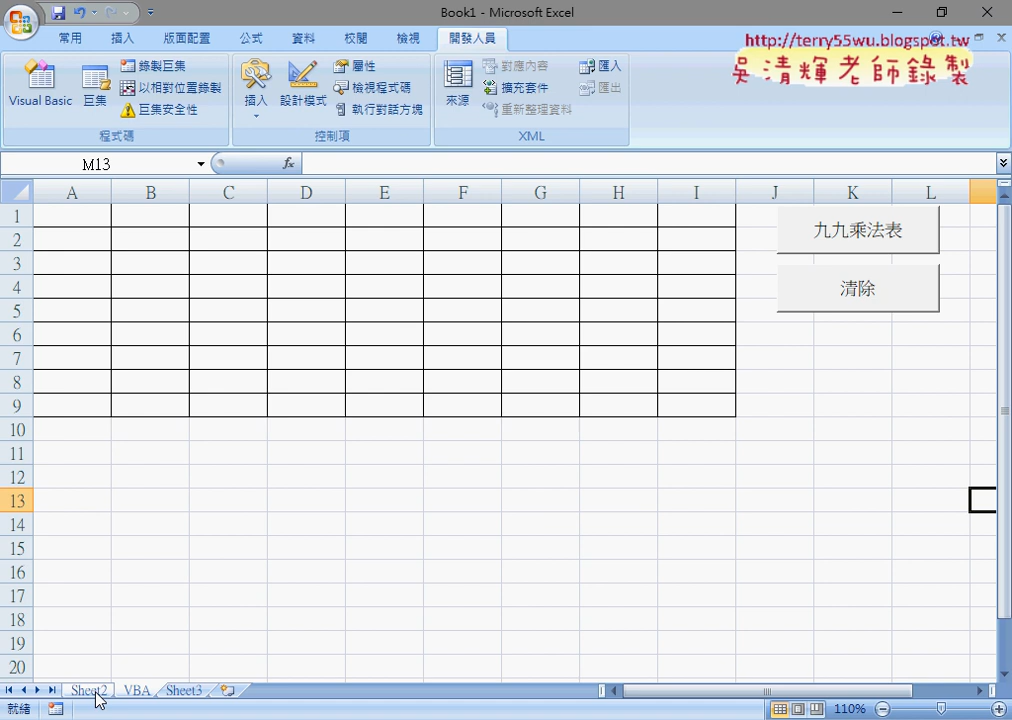 Book1 - Microsoft Excel
常用 插入 版面配置 公式 資料 校閱 檢視 開發人員
http://terry55wu.blogspot.tw
吳清輝老師錄製
Visual Basic 巨集 錄製巨集 以相對位置錄製 巨集安全性
插入 設計模式 屬性 檢視程式碼 執行對話方塊
來源 對應內容 擴充套件 重新整理資料 匯入 匯出
程式碼 控制項 XML
M13 fx
A B C D E F G H I J K L
1
九九乘法表
2
3
4
清除
5
6
7
8
9
10
11
12
13
14
15
16
17
18
19
20
Sheet2 VBA Sheet3
就緒 110%